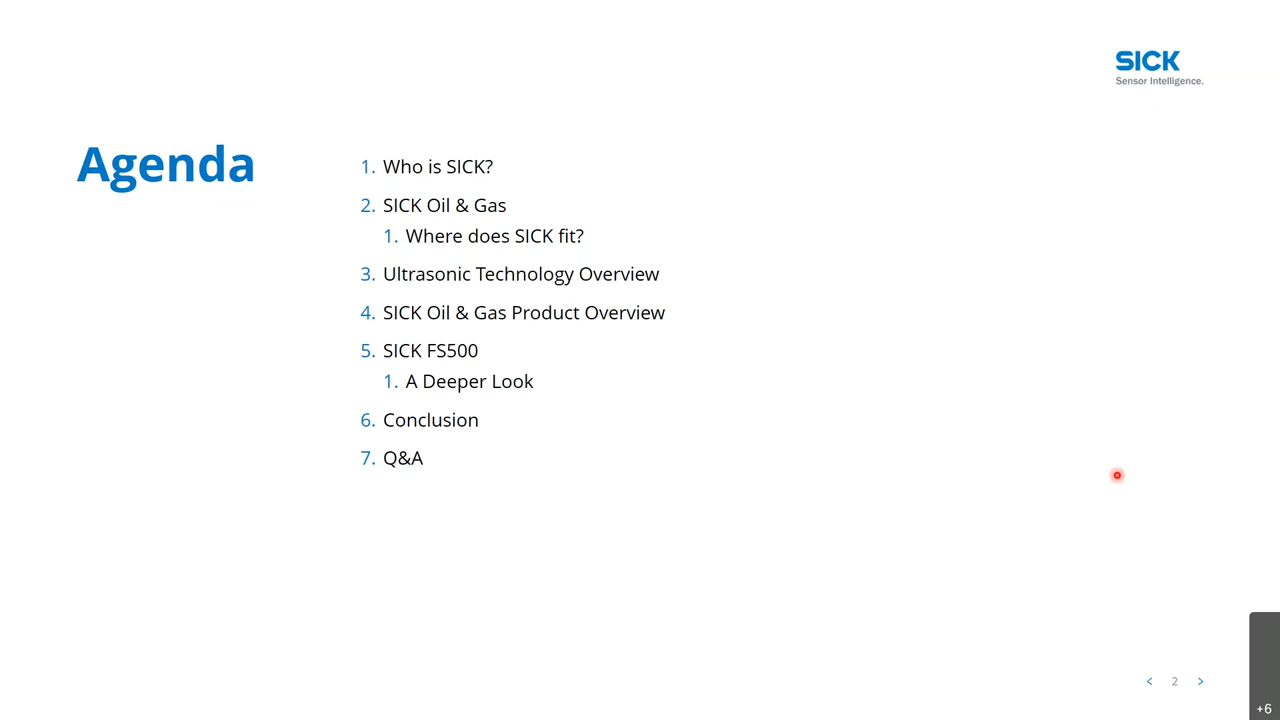 SICK
Sensor Intelligence.
Agenda
1. Who is SICK?
2. SICK Oil & Gas
1. Where does SICK fit?
3. Ultrasonic Technology Overview
4. SICK Oil & Gas Product Overview
5. SICK FS500
1. A Deeper Look
6. Conclusion
7. Q&A
< 2 >
+6